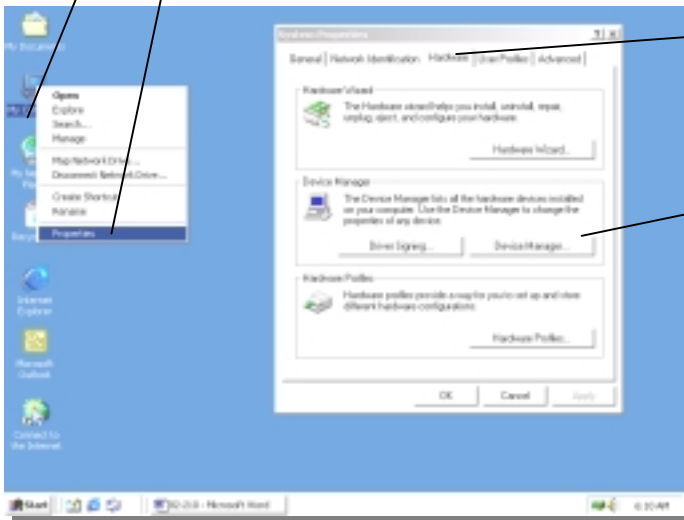 My Documents
My
My
Open
Explore
Search...
Manage
Map Network Drive...
Disconnect Network Drive...
Create Shortcut
Rename
Properties
Internet
Explorer
Microsoft
Outlook
Connect to
the Internet
System Properties
General
Network Identification
Hardware
User Profiles
Advanced
Hardware Wizard
The Hardware wizard helps you install, uninstall, repair,
unplug, eject, and configure your hardware.
Hardware Wizard...
Device Manager
The Device Manager lists all the hardware devices installed
on your computer. Use the Device Manager to change the
properties of any device.
Driver Signing...
Device Manager...
Hardware Profiles
Hardware profiles provide a way for you to set up and store
different hardware configurations.
Hardware Profiles...
OK
Cancel
Apply
Start
- Microsoft Word
AM